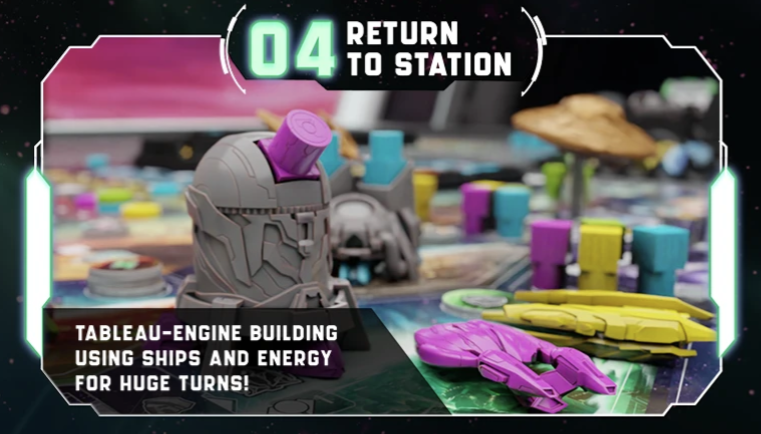 04
RETURN
TO STATION
TABLEAU-ENGINE BUILDING
USING SHIPS AND ENERGY
FOR HUGE TURNS!